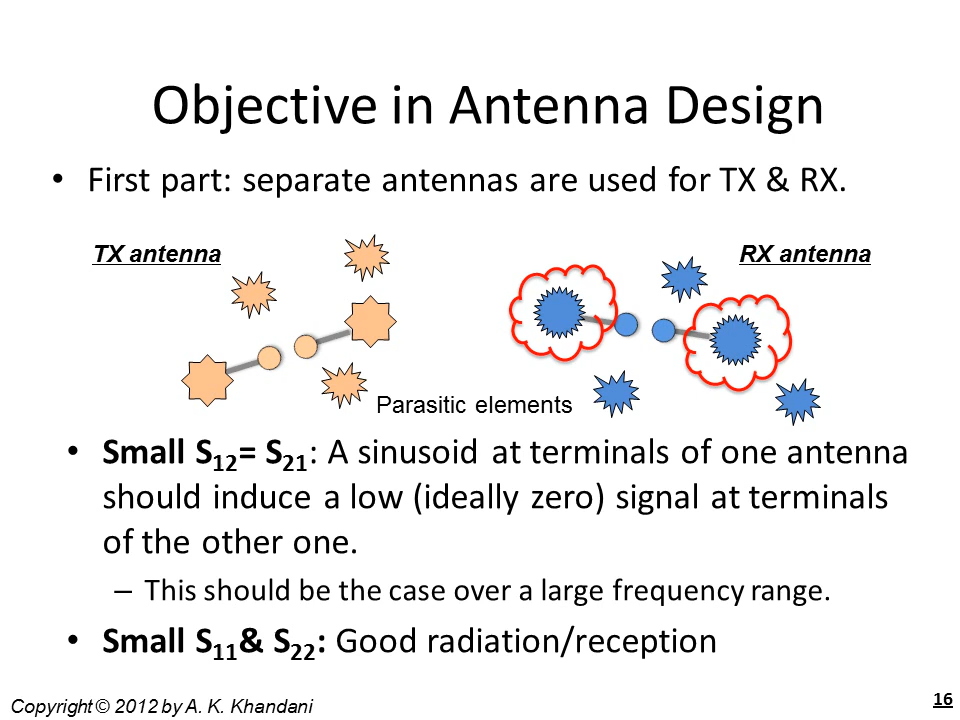 Objective in Antenna Design
• First part: separate antennas are used for TX & RX.
TX antenna
RX antenna
Parasitic elements
• Small S₁₂= S₂₁: A sinusoid at terminals of one antenna
should induce a low (ideally zero) signal at terminals
of the other one.
– This should be the case over a large frequency range.
• Small S₁₁& S₂₂: Good radiation/reception
Copyright © 2012 by A. K. Khandani
16